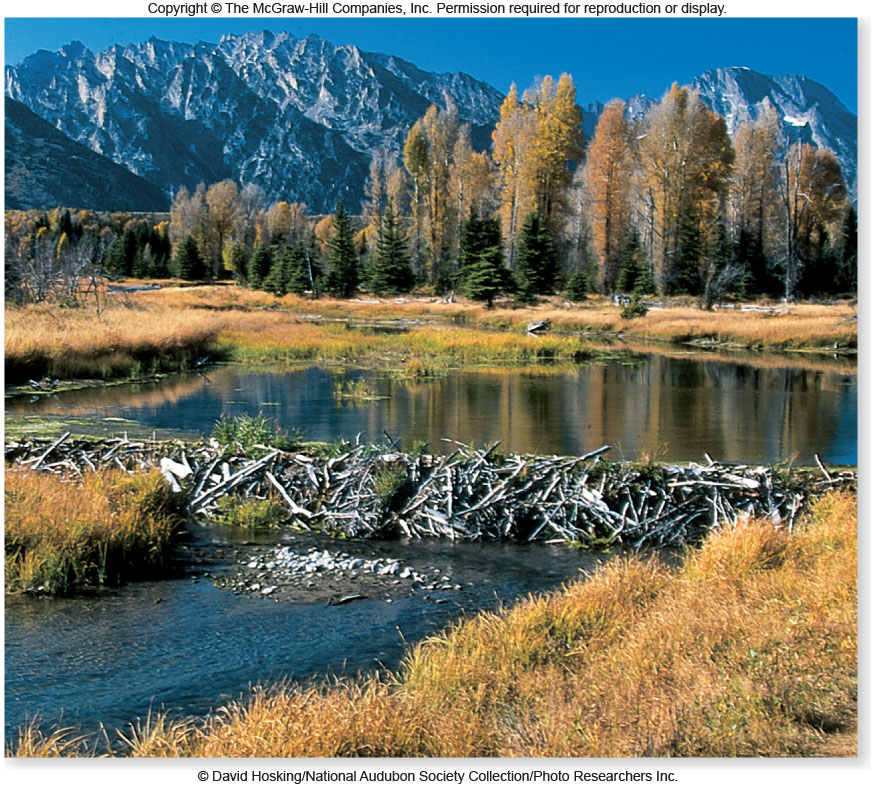 Copyright © The McGraw-Hill Companies, Inc. Permission required for reproduction or display.
© David Hosking/National Audubon Society Collection/Photo Researchers Inc.